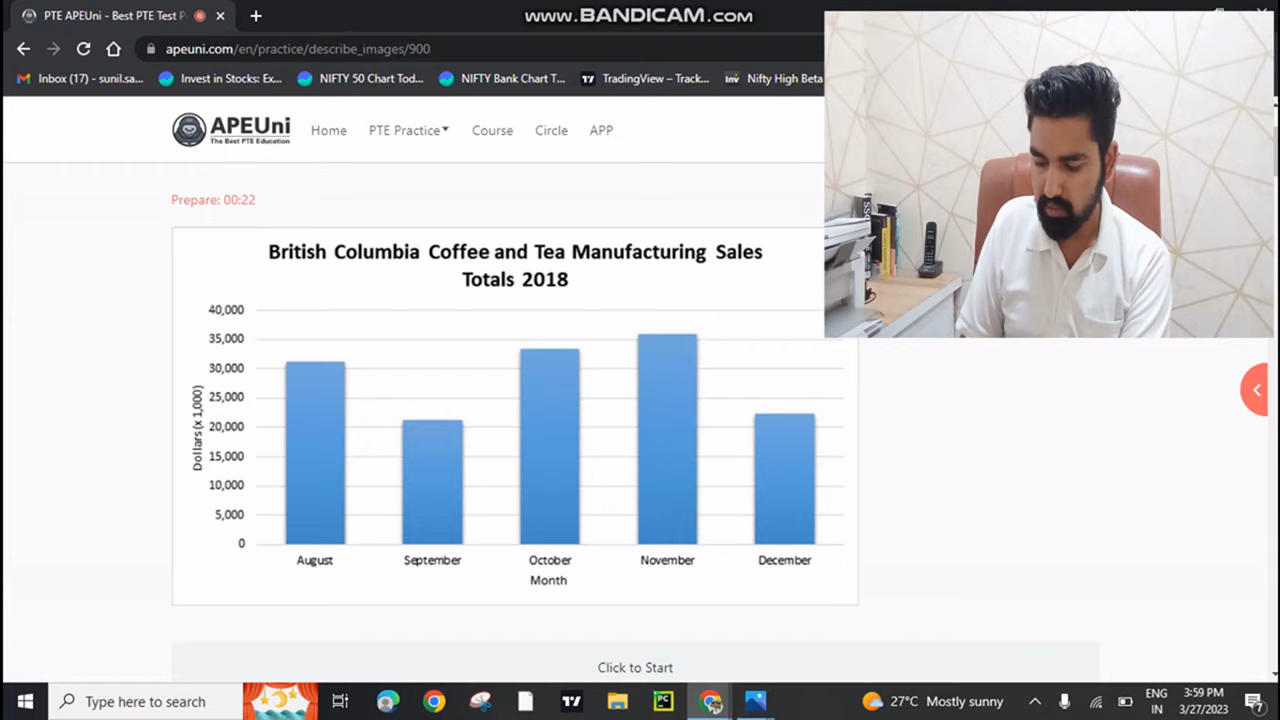 PTE APEUni - Best PTE Test P
www.BANDICAM.com
apeuni.com/en/practice/describe_images/900
Inbox (17) - sunil.sa...
Invest in Stocks: Ex...
NIFTY 50 Chart Tod...
NIFTY Bank Chart T...
TradingView – Track...
Nifty High Beta
APEUni
The Best PTE Education
Home
PTE Practice
Course
Circle
APP
Prepare: 00:22
British Columbia Coffee and Tea Manufacturing Sales
Totals 2018
40,000
35,000
30,000
25,000
20,000
15,000
10,000
5,000
0
Dollars (x 1,000)
August
September
October
November
December
Month
Click to Start
Type here to search
27°C Mostly sunny
ENG
IN
3:59 PM
3/27/2023
7